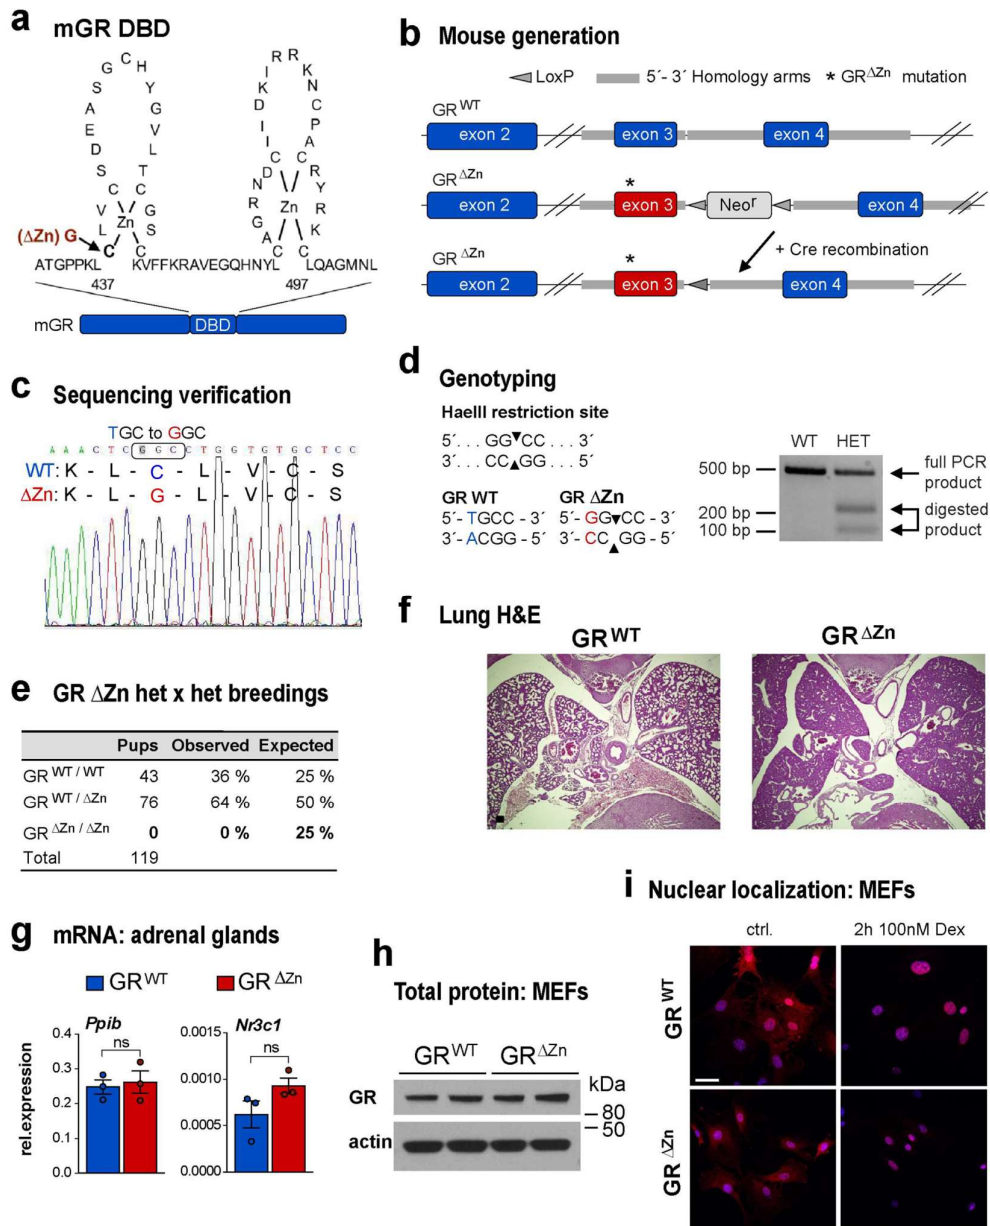 a mGR DBD
S G C H Y G V L T C G S S
S A E D S C V L
Zn
(ΔZn) G
C
ATGPPKL C KVFFKRAVEGQHNYL C LQAGMNL
I K D I I C D N R G A C
R R K N C P A C R Y R K
Zn
437 497
mGR DBD
b Mouse generation
LoxP 5´- 3´ Homology arms * GR ΔZn mutation
GR WT
exon 2 exon 3 exon 4
GR ΔZn
*
exon 2 exon 3 Neo r exon 4
+ Cre recombination
GR ΔZn
*
exon 2 exon 3 exon 4
c Sequencing verification
TGC to GGC
A A A C T C G G C C T G G T G T G C T C C
WT: K - L - C - L - V - C - S
ΔZn: K - L - G - L - V - C - S
d Genotyping
HaeIII restriction site
5´. . . GG CC . . . 3´
3´. . . CC GG . . . 5´
GR WT GR ΔZn
5´- TGCC - 3´ 5´- GG CC - 3´
3´- ACGG - 5´ 3´- CC GG - 5´
WT HET
500 bp
200 bp
100 bp
full PCR
product
digested
product
e GR ΔZn het x het breedings
Pups Observed Expected
GR WT / WT 43 36 % 25 %
GR WT / ΔZn 76 64 % 50 %
GR ΔZn / ΔZn 0 0 % 25 %
Total 119
f Lung H&E
GR WT GR ΔZn
g mRNA: adrenal glands
GR WT GR ΔZn
Ppib Nr3c1
ns ns
rel.expression
0.4
0.3
0.2
0.1
0.0
0.0015
0.0010
0.0005
0.0000
h Total protein: MEFs
GR WT GR ΔZn
kDa
GR
80
50
actin
i Nuclear localization: MEFs
ctrl. 2h 100nM Dex
GR WT
GR ΔZn